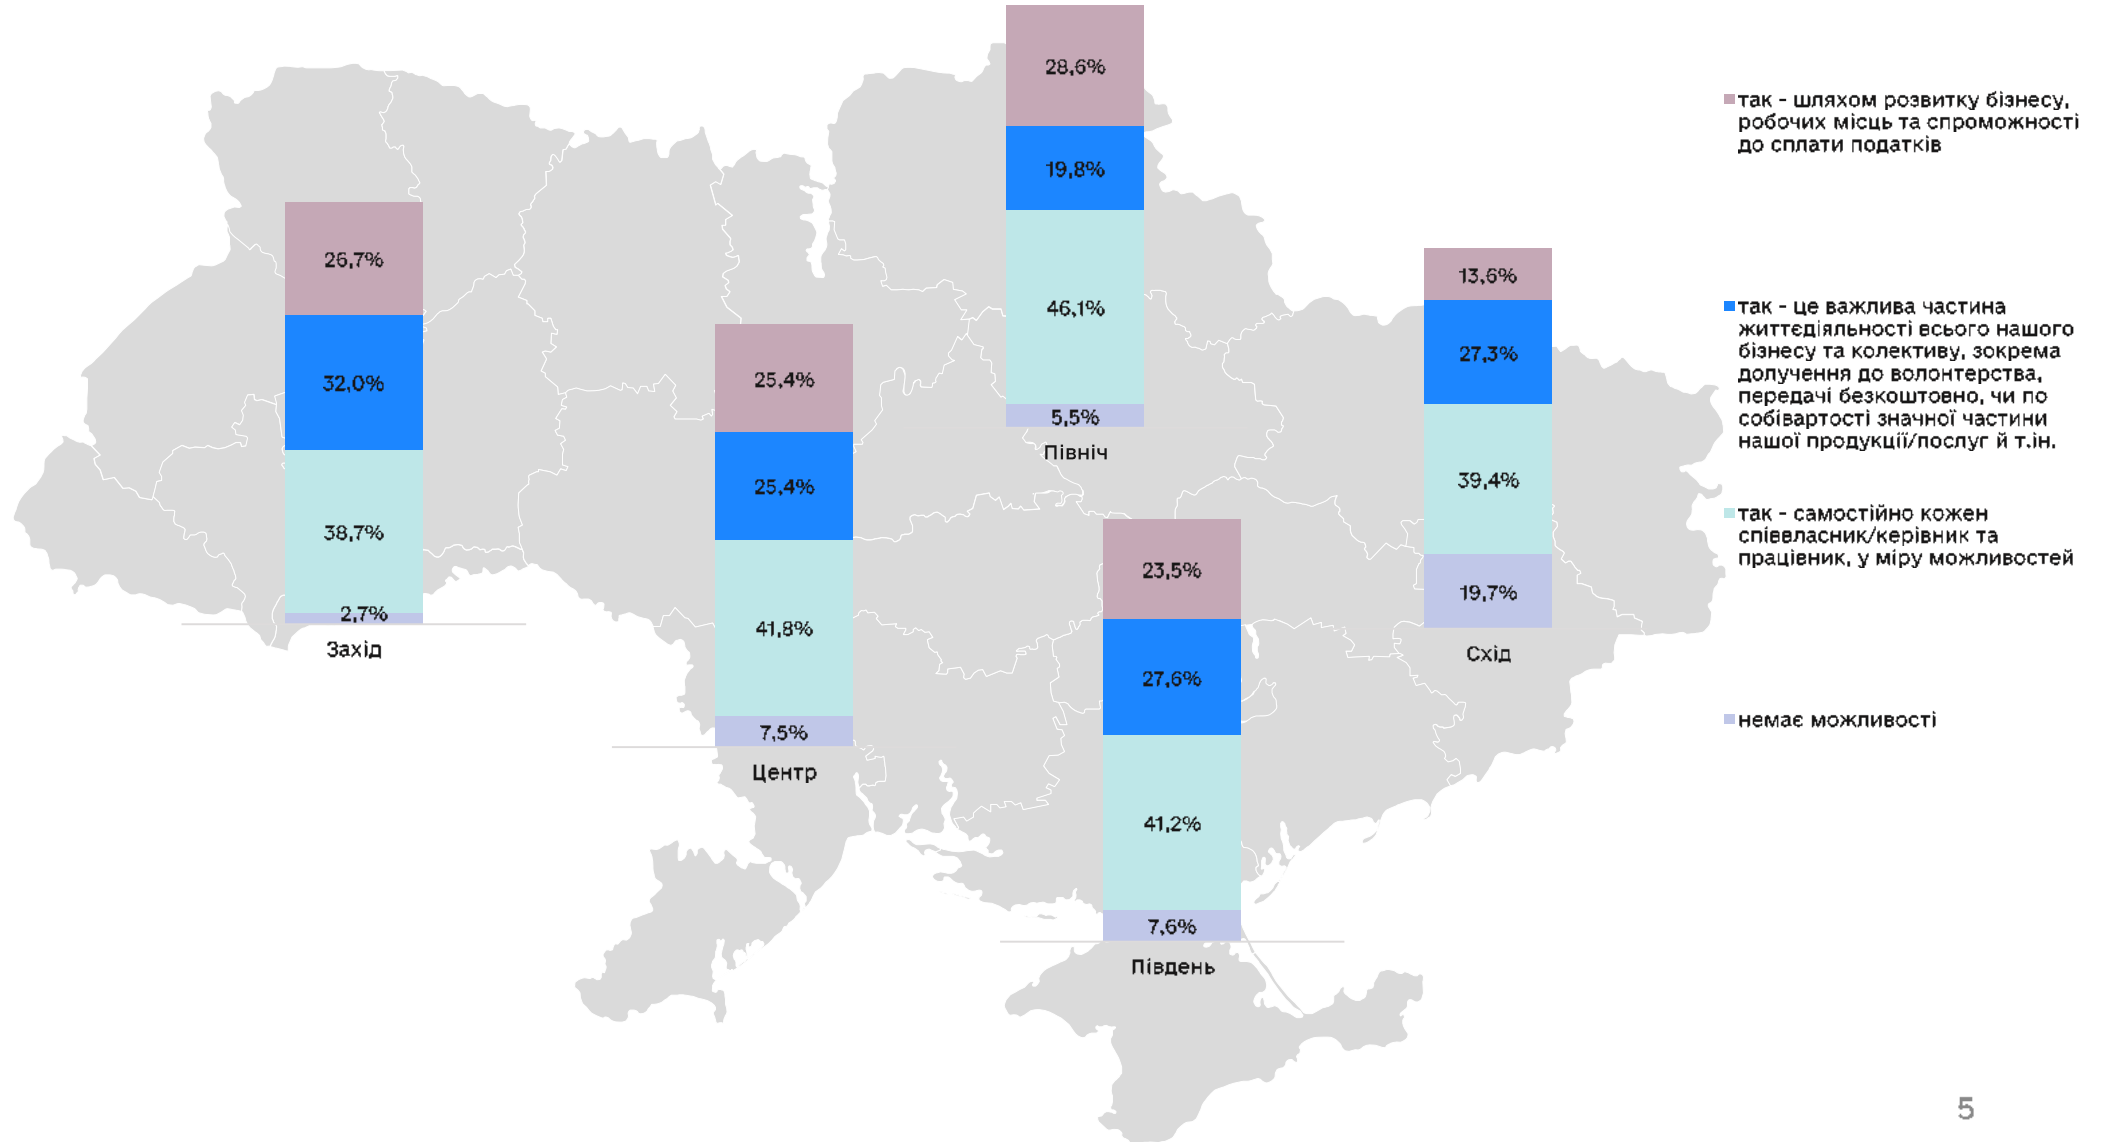 28,6%
19,8%
46,1%
5,5%
Північ
26,7%
32,0%
38,7%
2,7%
Захід
25,4%
25,4%
41,8%
7,5%
Центр
23,5%
27,6%
41,2%
7,6%
Південь
13,6%
27,3%
39,4%
19,7%
Схід
так - шляхом розвитку бізнесу,
робочих місць та спроможності
до сплати податків
так - це важлива частина
життєдіяльності всього нашого
бізнесу та колективу, зокрема
долучення до волонтерства,
передачі безкоштовно, чи по
собівартості значної частини
нашої продукції/послуг й т.ін.
так - самостійно кожен
співвласник/керівник та
працівник, у міру можливостей
немає можливості
5